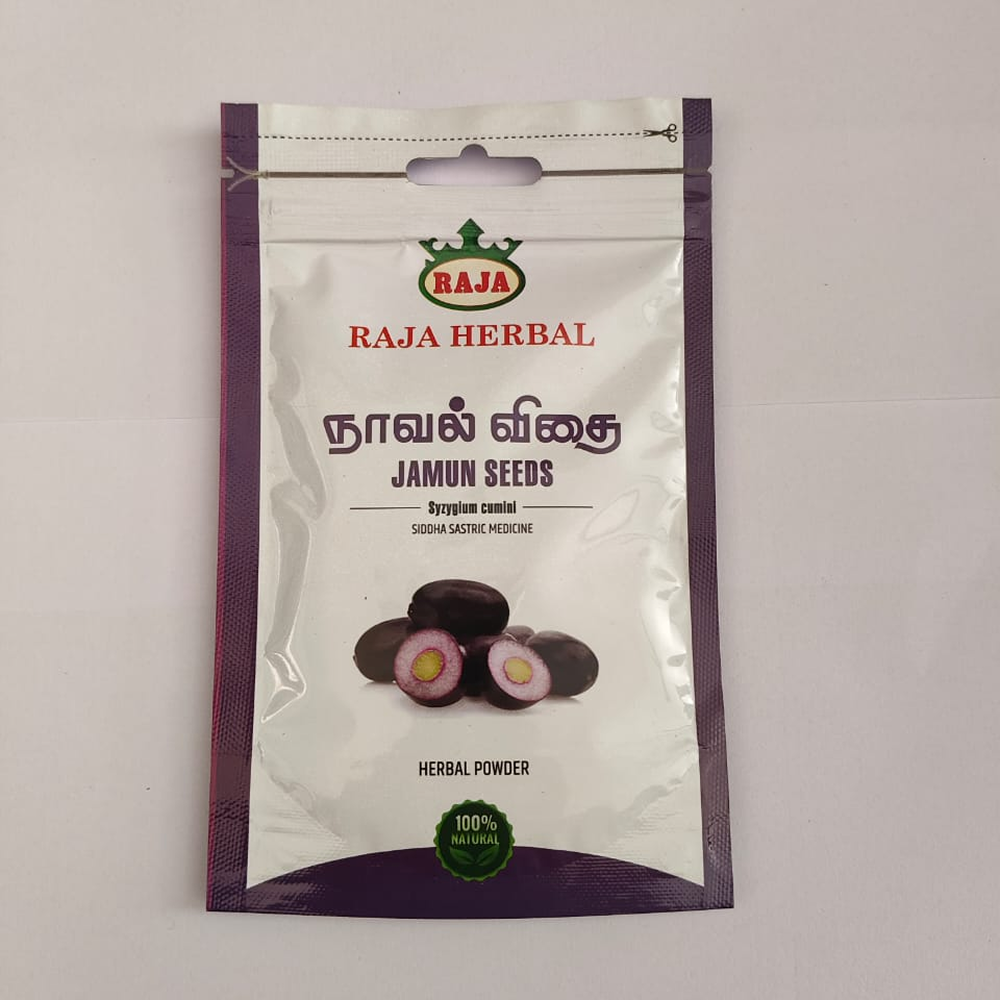 RAJA
RAJA HERBAL
நாவல் விதை
JAMUN SEEDS
Syzygium cumini
SIDDHA SASTRIC MEDICINE
HERBAL POWDER
100%
NATURAL